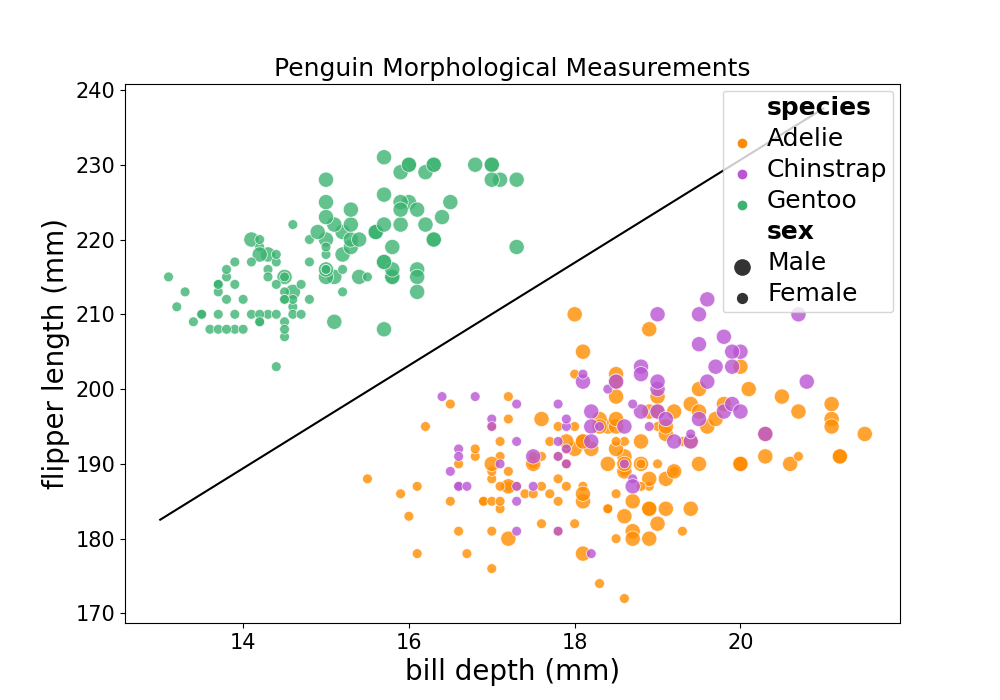 Penguin Morphological Measurements
240
230
220
210
200
190
180
170
flipper length (mm)
species
Adelie
Chinstrap
Gentoo
sex
Male
Female
14
16
18
20
bill depth (mm)